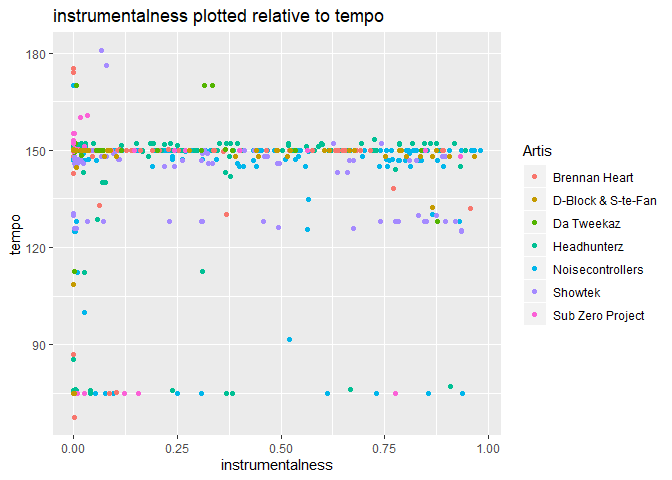 instrumentalness plotted relative to tempo
180
150
120
90
tempo
0.00
0.25
0.50
0.75
1.00
instrumentalness
Artis
Brennan Heart
D-Block & S-te-Fan
Da Tweekaz
Headhunterz
Noisecontrollers
Showtek
Sub Zero Project